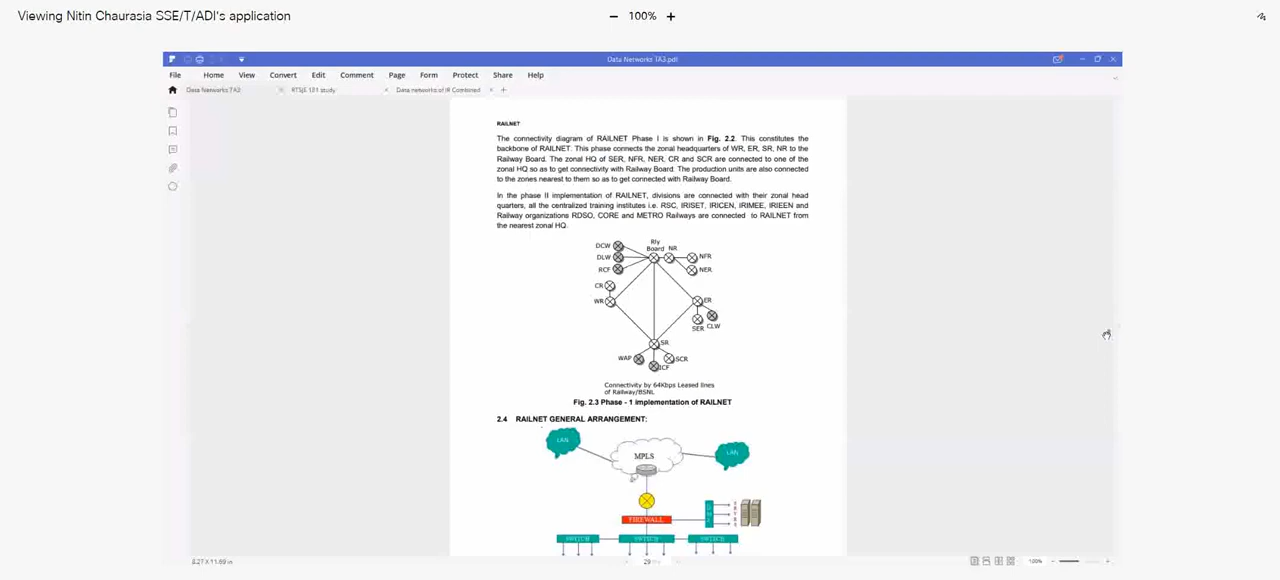 Viewing Nitin Chaurasia SSE/T/ADI's application
− 100% +
Data Networks TA3.pdf
File Home View Convert Edit Comment Page Form Protect Share Help
Data Networks TA3 × RTSJE 131 study × Data networks of IR Combined × +
RAILNET
The connectivity diagram of RAILNET Phase I is shown in Fig. 2.2. This constitutes the
backbone of RAILNET. This phase connects the zonal headquarters of WR, ER, SR, NR to the
Railway Board. The zonal HQ of SER, NFR, NER, CR and SCR are connected to one of the
zonal HQ so as to get connectivity with Railway Board. The production units are also connected
to the zones nearest to them so as to get connected with Railway Board.
In the phase II implementation of RAILNET, divisions are connected with their zonal head
quarters, all the centralized training institutes i.e. RSC, IRISET, IRICEN, IRIMEE, IRIEEN and
Railway organizations RDSO, CORE and METRO Railways are connected to RAILNET from
the nearest zonal HQ.
Rly
DCW Board NR
DLW NFR
RCF NER
CR
WR ER
SER CLW
SR
WAP SCR
ICF
Connectivity by 64Kbps Leased lines
of Railway/BSNL
Fig. 2.3 Phase - 1 implementation of RAILNET
2.4 RAILNET GENERAL ARRANGEMENT:
LAN
MPLS LAN
FIREWALL
SWITCH SWITCH SWITCH
8.27 X 11.69 in
29
100%